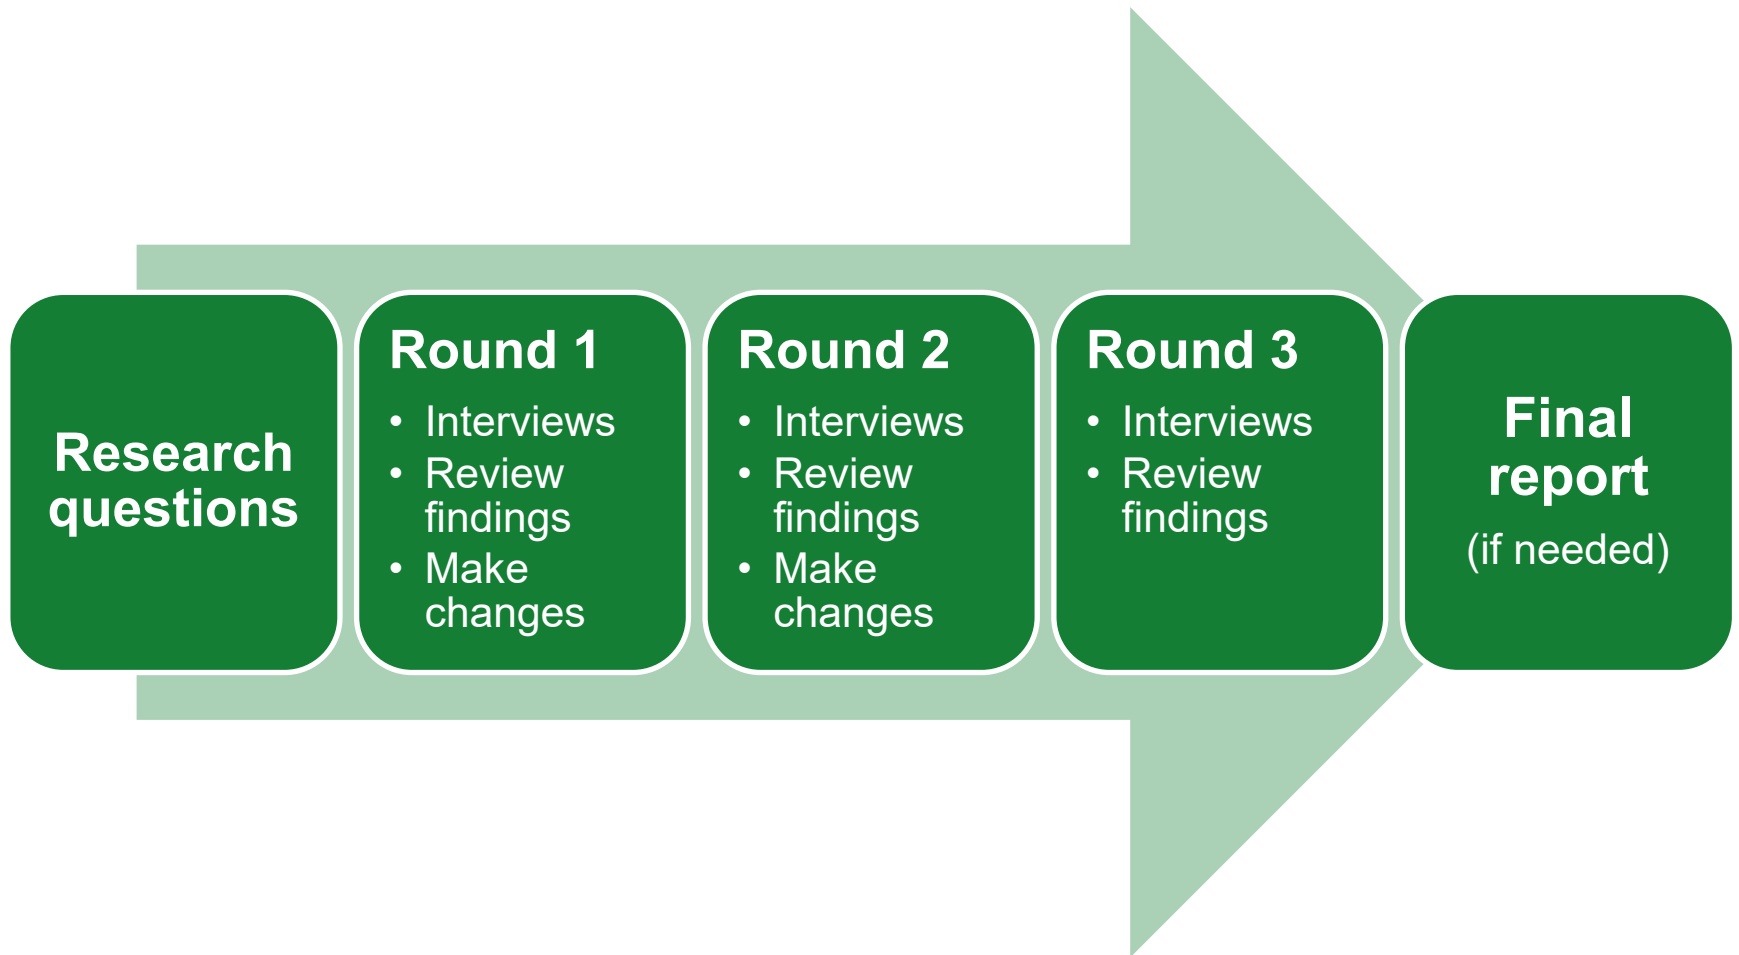 Research
questions
Round 1
• Interviews
• Review
findings
• Make
changes
Round 2
• Interviews
• Review
findings
• Make
changes
Round 3
• Interviews
• Review
findings
Final
report
(if needed)